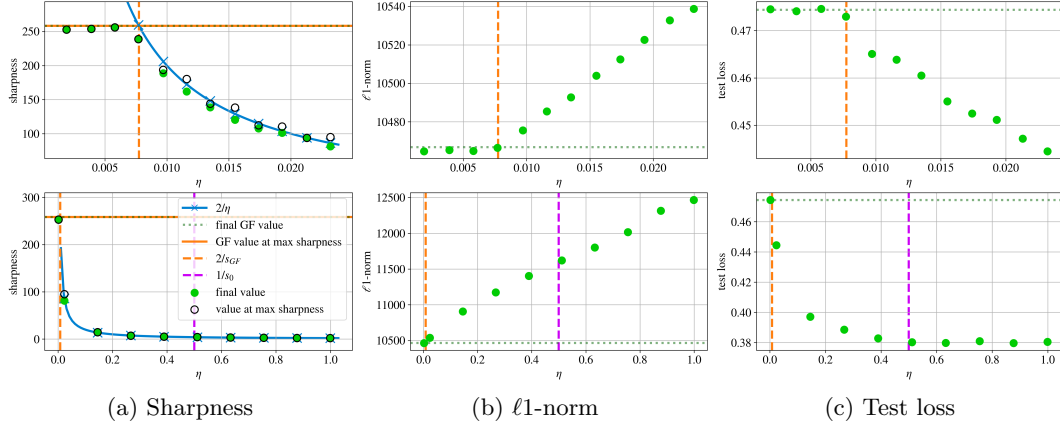 sharpness
250
200
150
100
0.005
0.010
0.015
0.020
η
ℓ1-norm
10540
10520
10500
10480
0.005
0.010
0.015
0.020
η
test loss
0.47
0.46
0.45
0.005
0.010
0.015
0.020
η
sharpness
300
200
100
0
0.0
0.2
0.4
0.6
0.8
1.0
η
2/η
final GF value
GF value at max sharpness
2/s_GF
1/s_0
final value
value at max sharpness
ℓ1-norm
12500
12000
11500
11000
10500
0.0
0.2
0.4
0.6
0.8
1.0
η
test loss
0.46
0.44
0.42
0.40
0.38
0.0
0.2
0.4
0.6
0.8
1.0
η
(a) Sharpness
(b) ℓ1-norm
(c) Test loss